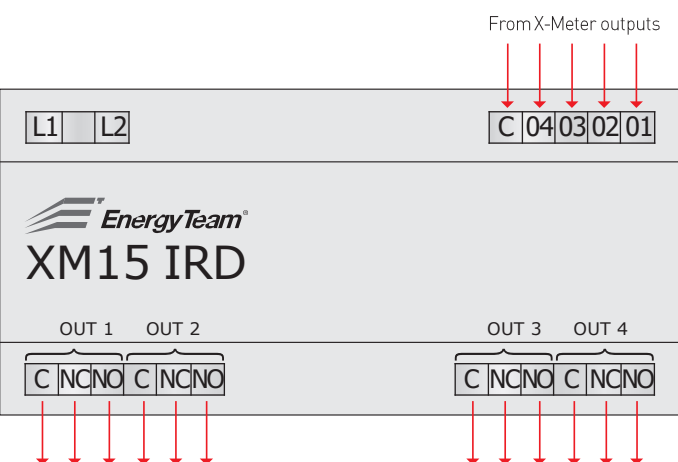 From X-Meter outputs
L1 L2 C 04 03 02 01
EnergyTeam®
XM15 IRD
OUT 1 OUT 2 OUT 3 OUT 4
C NC NO C NC NO C NC NO C NC NO